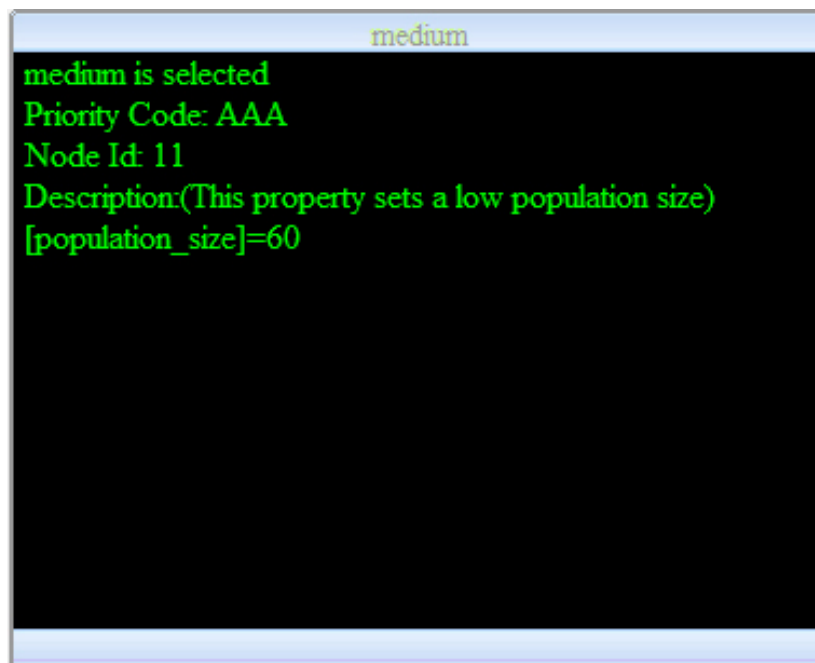 medium
medium is selected
Priority Code: AAA
Node Id: 11
Description:(This property sets a low population size)
[population_size]=60